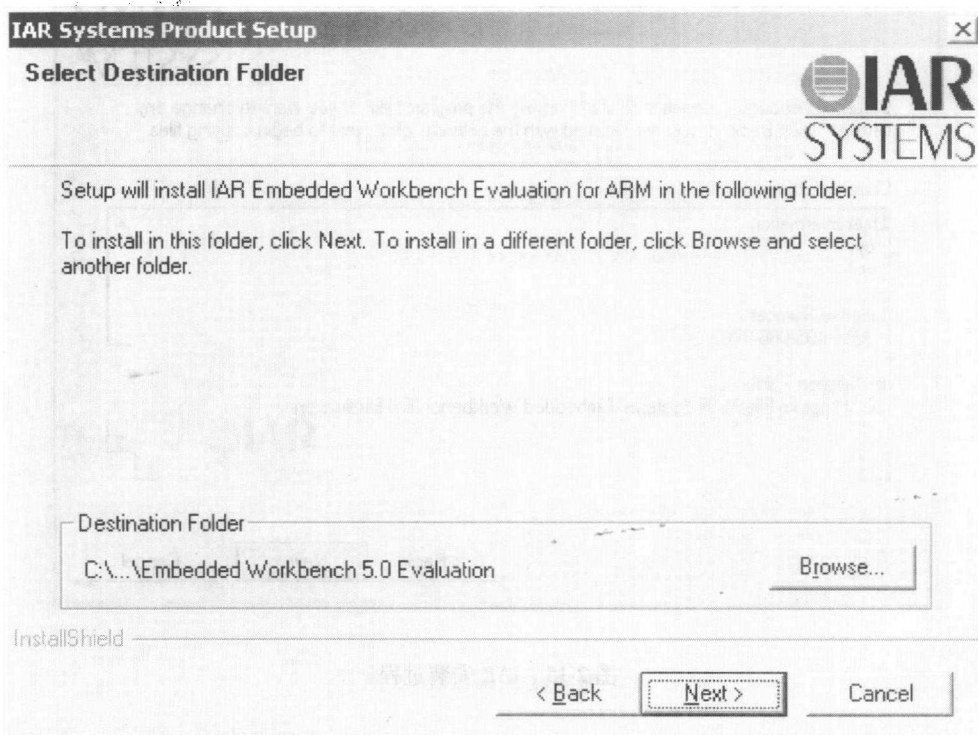 IAR Systems Product Setup
Select Destination Folder
IAR
SYSTEMS
Setup will install IAR Embedded Workbench Evaluation for ARM in the following folder.
To install in this folder, click Next. To install in a different folder, click Browse and select
another folder.
Destination Folder
C:\...\Embedded Workbench 5.0 Evaluation
Browse...
InstallShield
< Back
Next >
Cancel